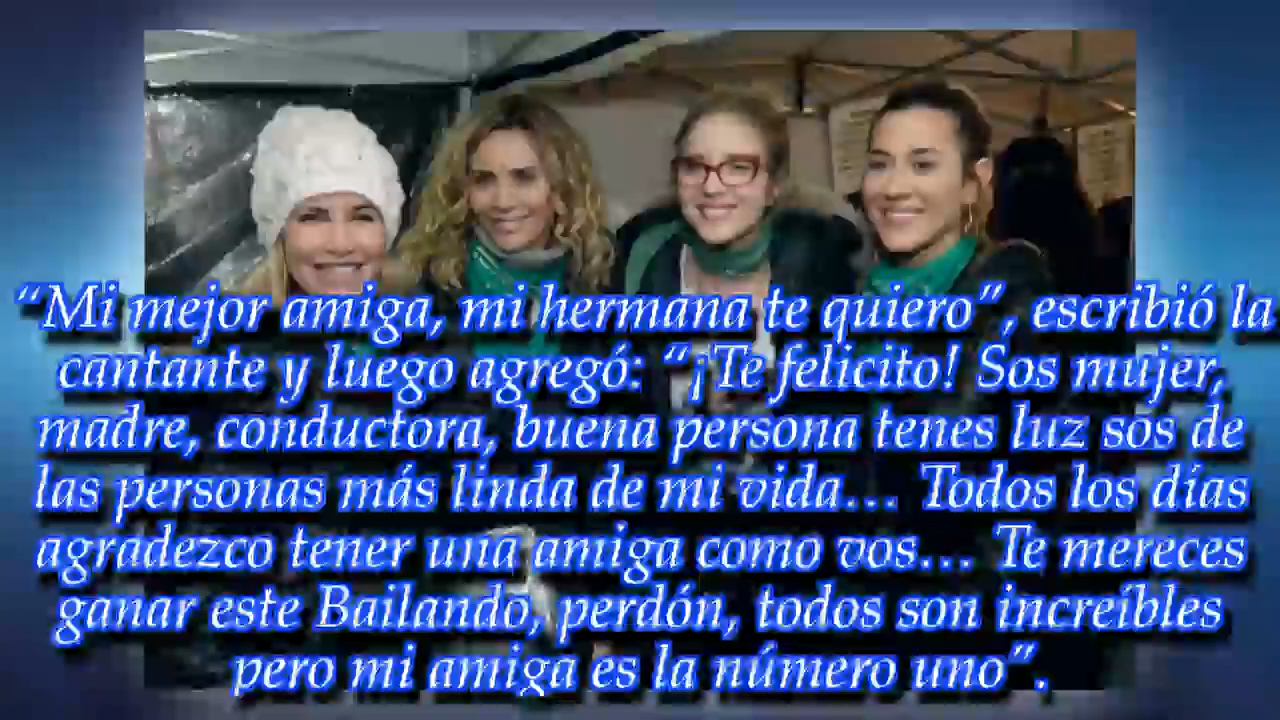 “Mi mejor amiga, mi hermana te quiero”, escribió la
cantante y luego agregó: “¡Te felicito! Sos mujer,
madre, conductora, buena persona tenes luz sos de
las personas más linda de mi vida… Todos los días
agradezco tener una amiga como vos… Te mereces
ganar este Bailando, perdón, todos son increíbles
pero mi amiga es la número uno”.